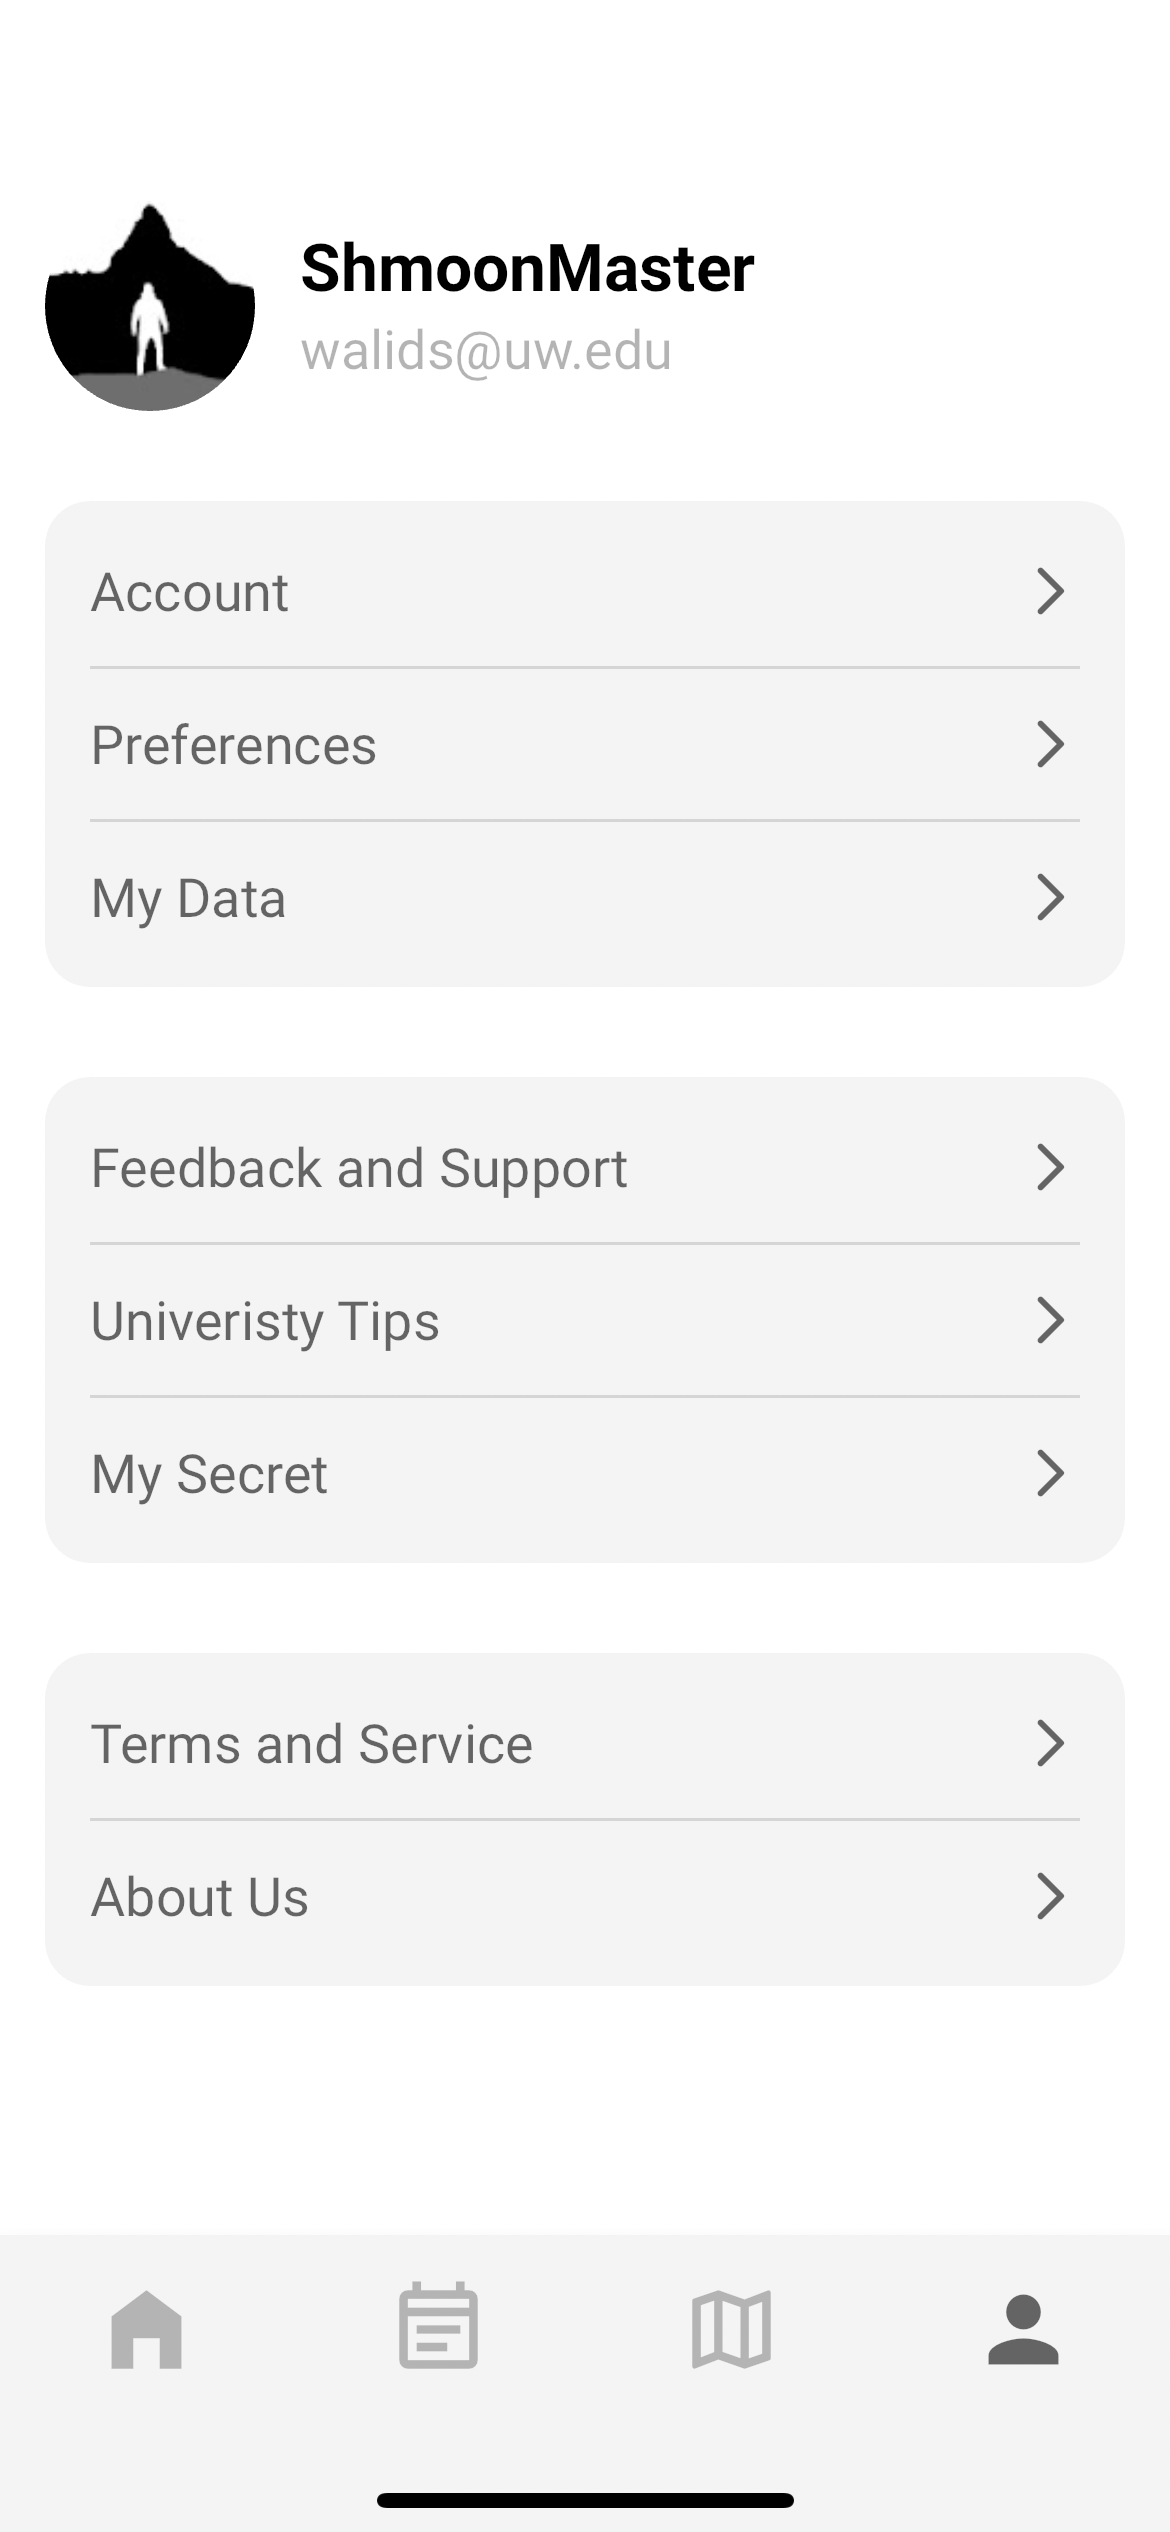 ShmoonMaster
walids@uw.edu
Account
Preferences
My Data
Feedback and Support
Univeristy Tips
My Secret
Terms and Service
About Us